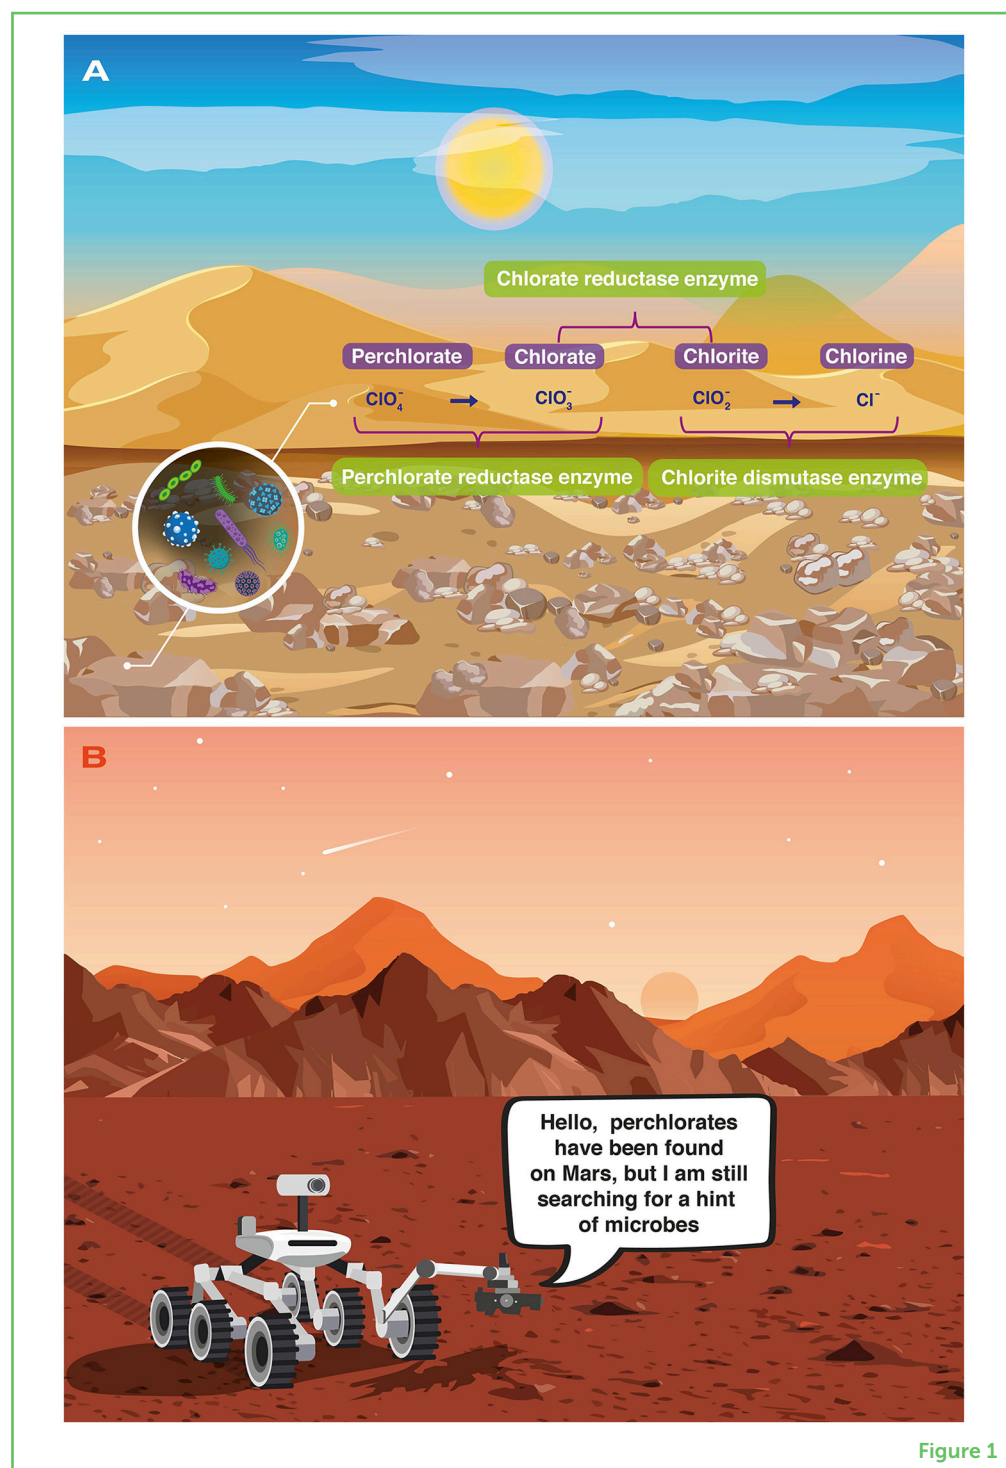 A
Chlorate reductase enzyme
Perchlorate Chlorate Chlorite Chlorine
ClO₄⁻ → ClO₃⁻ ClO₂⁻ → Cl⁻
Perchlorate reductase enzyme Chlorite dismutase enzyme
B
Hello, perchlorates
have been found
on Mars, but I am still
searching for a hint
of microbes
Figure 1